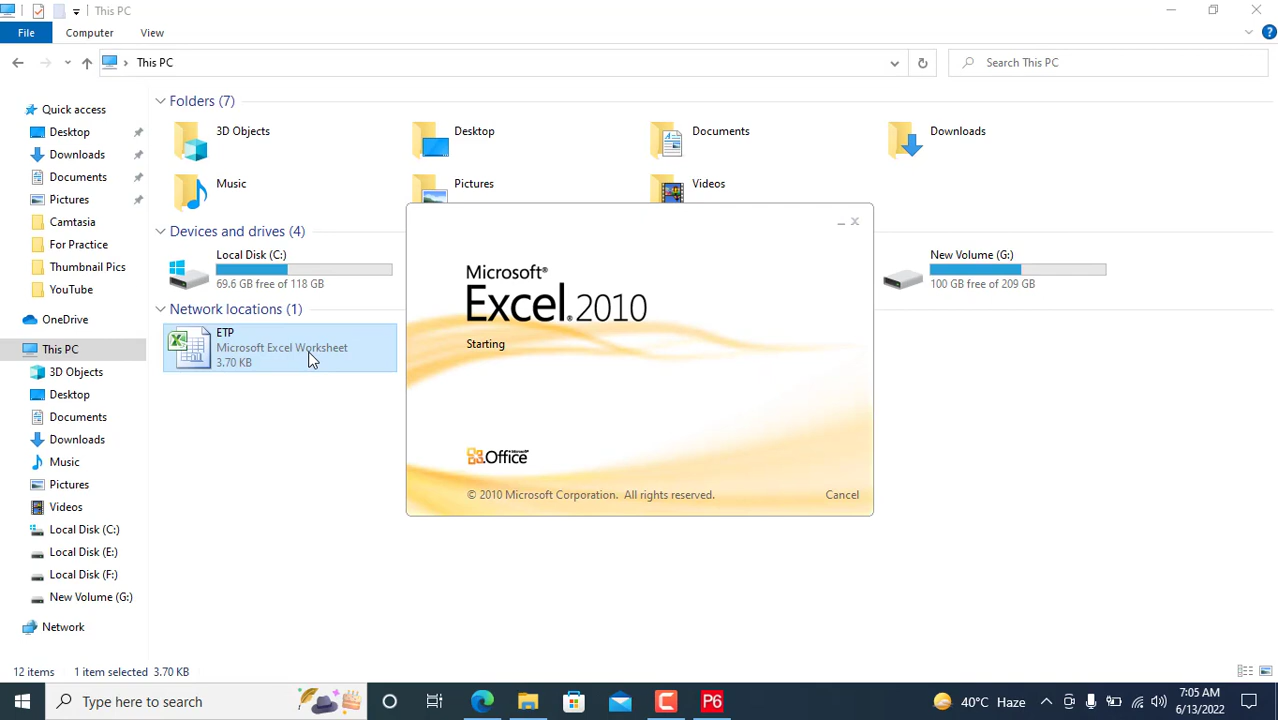 This PC
File
Computer
View
This PC
Search This PC
Quick access
Desktop
Downloads
Documents
Pictures
Camtasia
For Practice
Thumbnail Pics
YouTube
OneDrive
This PC
3D Objects
Desktop
Documents
Downloads
Music
Pictures
Videos
Local Disk (C:)
Local Disk (E:)
Local Disk (F:)
New Volume (G:)
Network
Folders (7)
3D Objects
Desktop
Documents
Downloads
Music
Pictures
Videos
Devices and drives (4)
Local Disk (C:)
69.6 GB free of 118 GB
New Volume (G:)
100 GB free of 209 GB
Network locations (1)
ETP
Microsoft Excel Worksheet
3.70 KB
Microsoft®
Excel® 2010
Starting
Office
© 2010 Microsoft Corporation. All rights reserved.
Cancel
12 items
1 item selected 3.70 KB
Type here to search
P6
40°C Haze
7:05 AM
6/13/2022